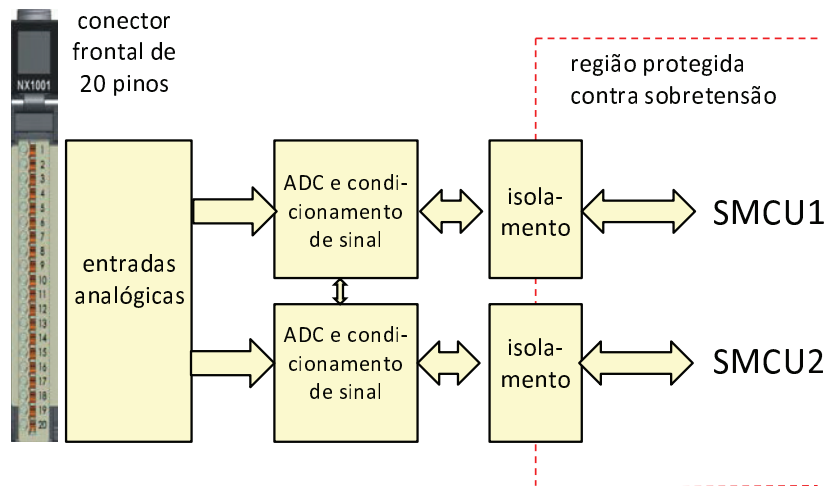 conector
frontal de
20 pinos
NX1001
1
2
3
4
5
6
7
8
9
10
11
12
13
14
15
16
17
18
19
20
entradas
analógicas
ADC e condi-
cionamento
de sinal
ADC e condi-
cionamento
de sinal
isola-
mento
isola-
mento
região protegida
contra sobretensão
SMCU1
SMCU2